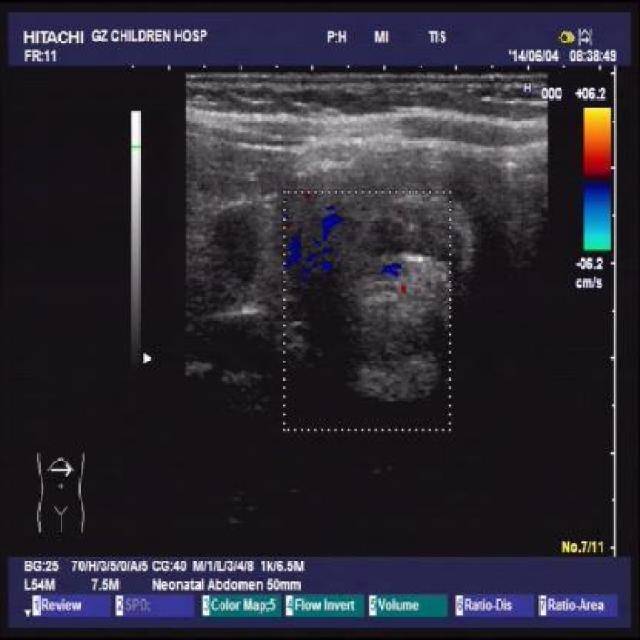 HITACHI GZ CHILDREN HOSP P:H MI TIS
FR:11 '14/06/04 08:38:49
H 000 +06.2
-06.2
cm/s
No.7/11
BG:25 70/H/3/5/0/A/5 CG:40 M/1/L/3/4/8 1k/6.5M
L54M 7.5M Neonatal Abdomen 50mm
1 Review 2 SPD; 3 Color Map;5 4 Flow Invert 5 Volume 6 Ratio-Dis 7 Ratio-Area